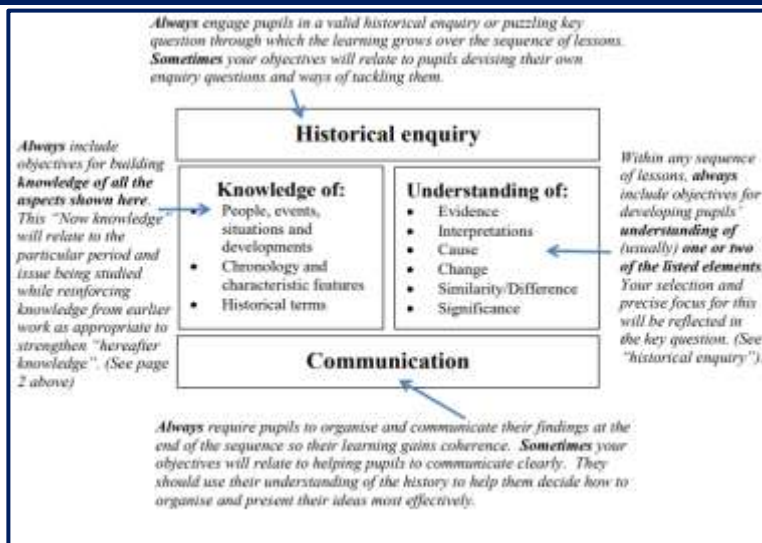 Always engage pupils in a valid historical enquiry or puzzling key
question through which the learning grows over the sequence of lessons.
Sometimes your objectives will relate to pupils devising their own
enquiry questions and ways of tackling them.
Historical enquiry
Always include
objectives for building
knowledge of all the
aspects shown here.
This "Now knowledge"
will relate to the
particular period and
issue being studied
while reinforcing
knowledge from earlier
work as appropriate to
strengthen "hereafter
knowledge". (See page
2 above)
Knowledge of:
• People, events,
situations and
developments
• Chronology and
characteristic features
• Historical terms
Understanding of:
• Evidence
• Interpretations
• Cause
• Change
• Similarity/Difference
• Significance
Within any sequence
of lessons, always
include objectives for
developing pupils'
understanding of
(usually) one or two
of the listed elements.
Your selection and
precise focus for this
will be reflected in
the key question. (See
"historical enquiry").
Communication
Always require pupils to organise and communicate their findings at the
end of the sequence so their learning gains coherence. Sometimes your
objectives will relate to helping pupils to communicate clearly. They
should use their understanding of the history to help them decide how to
organise and present their ideas most effectively.